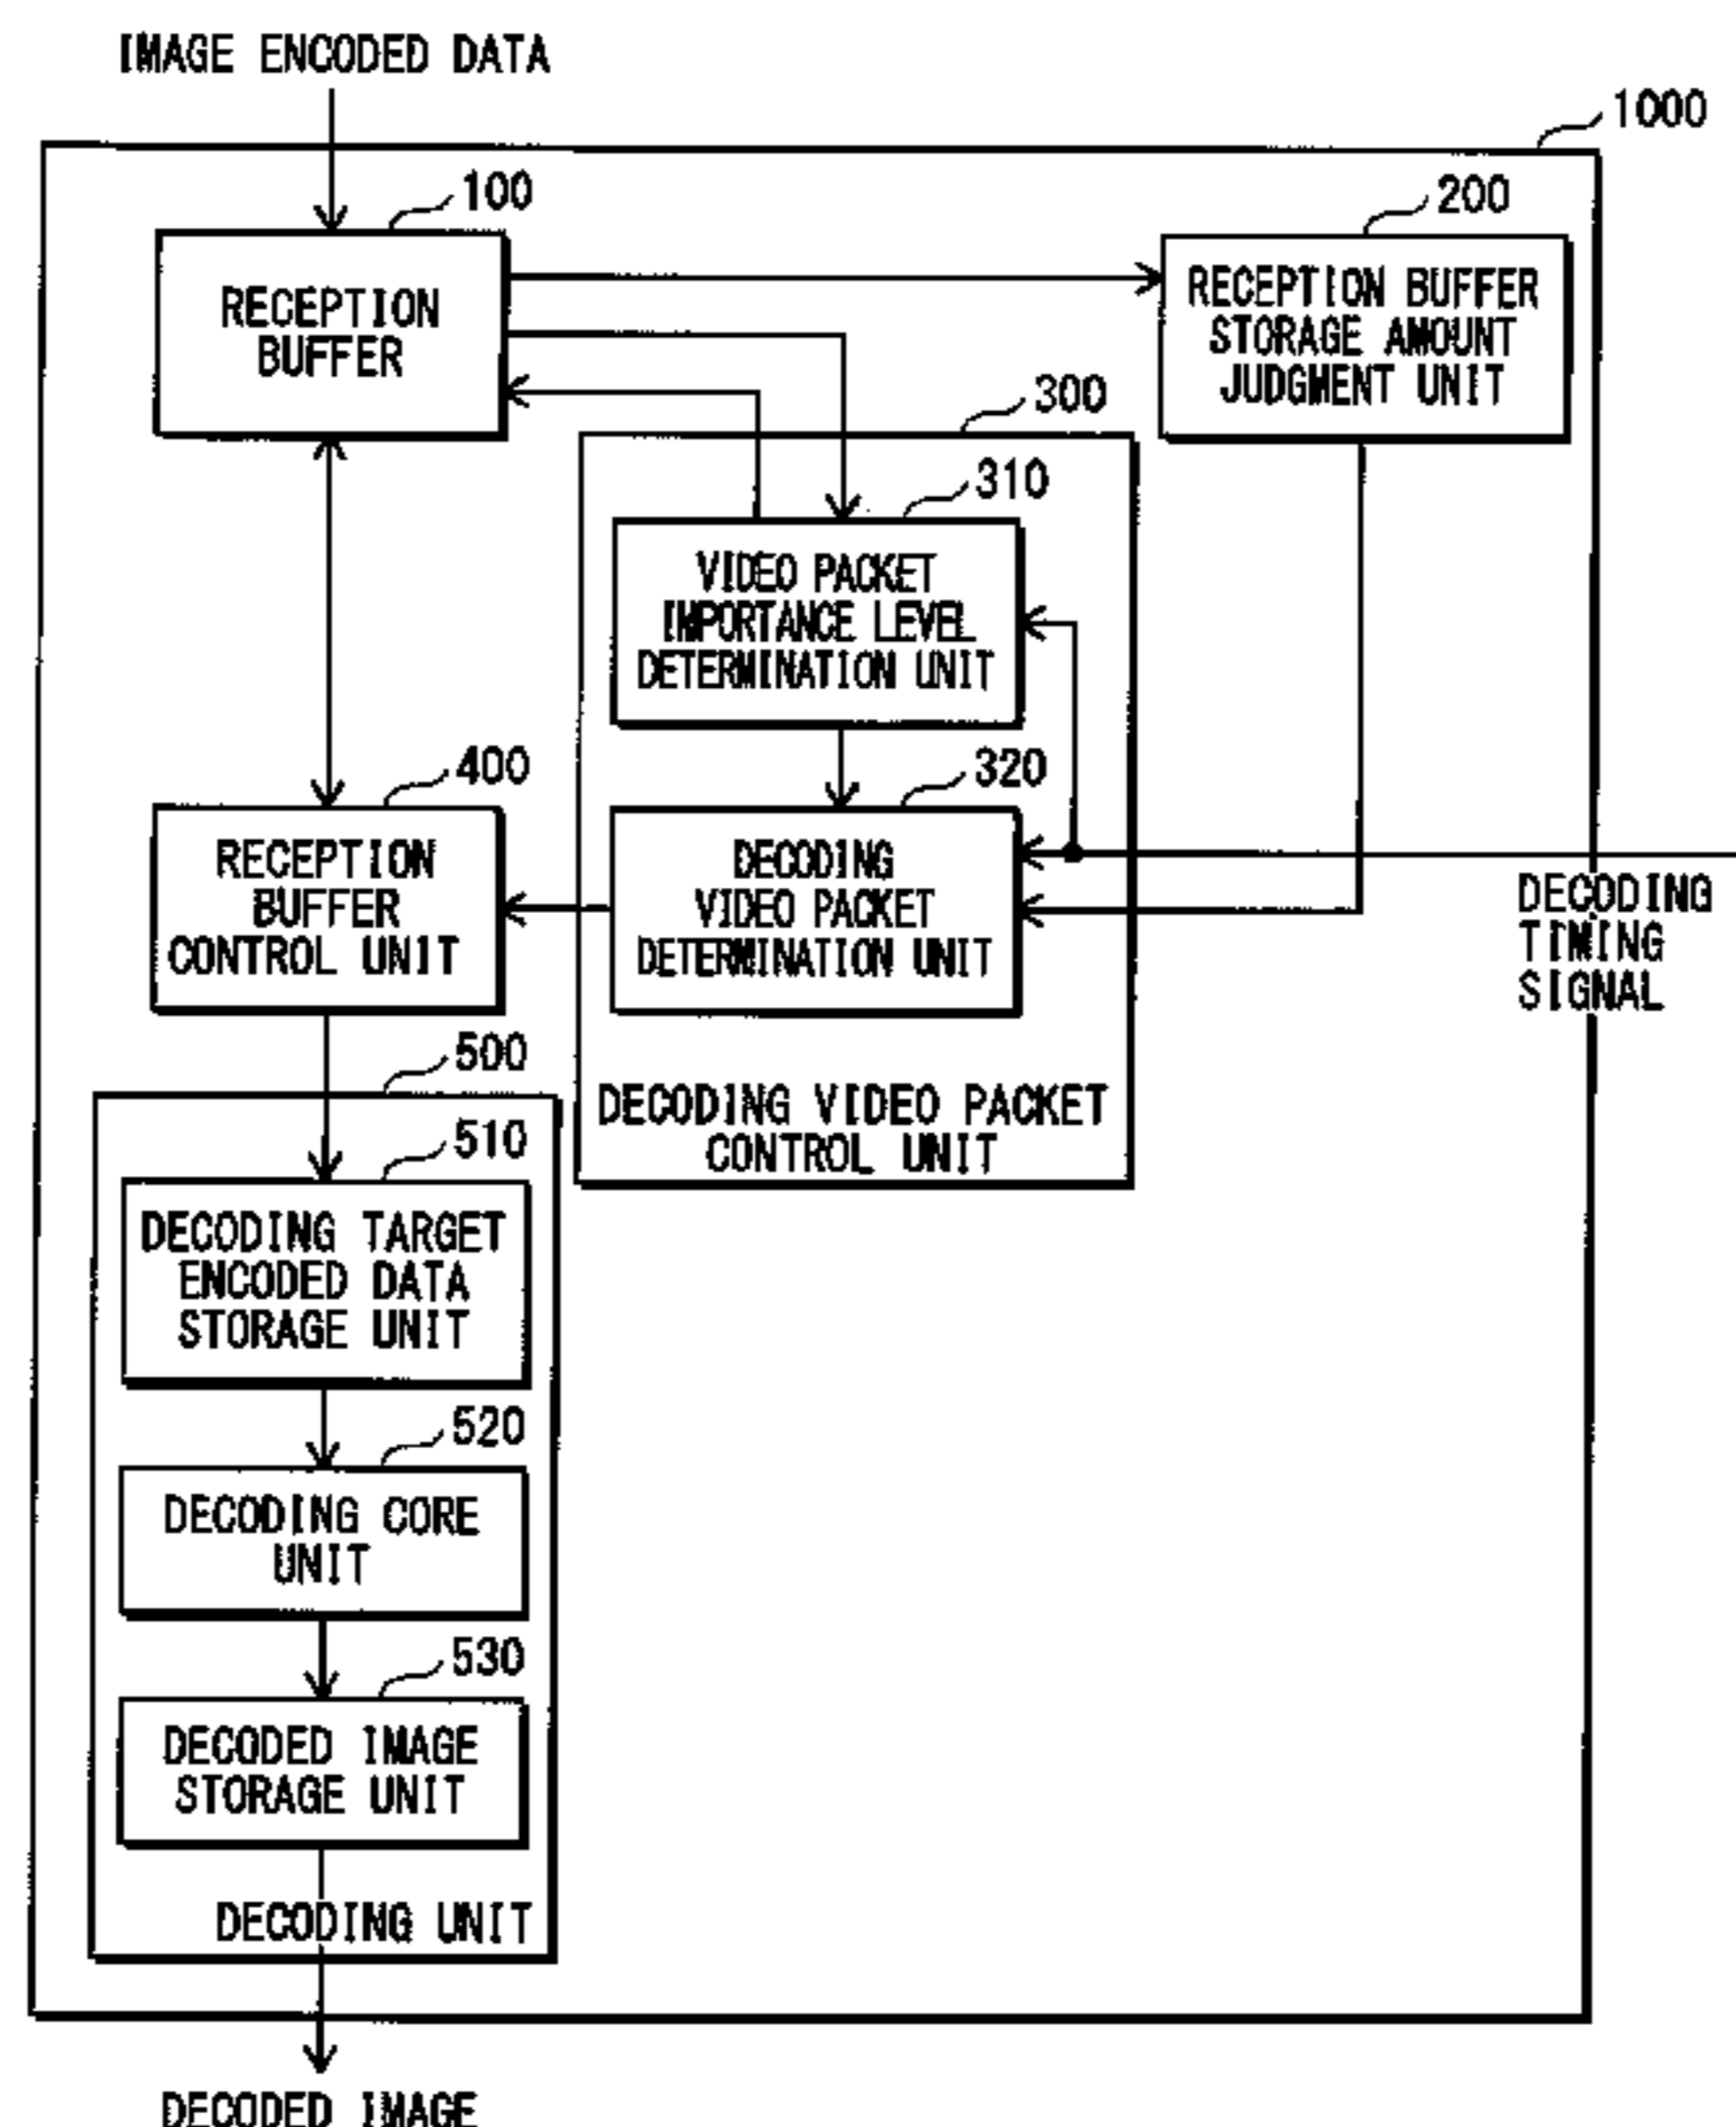 IMAGE ENCODED DATA
1000
100
200
RECEPTION
BUFFER
RECEPTION BUFFER
STORAGE AMOUNT
JUDGMENT UNIT
300
310
VIDEO PACKET
IMPORTANCE LEVEL
DETERMINATION UNIT
400
320
RECEPTION
BUFFER
CONTROL UNIT
DECODING
VIDEO PACKET
DETERMINATION UNIT
DECODING
TIMING
SIGNAL
500
DECODING VIDEO PACKET
CONTROL UNIT
510
DECODING TARGET
ENCODED DATA
STORAGE UNIT
520
DECODING CORE
UNIT
530
DECODED IMAGE
STORAGE UNIT
DECODING UNIT
DECODED IMAGE